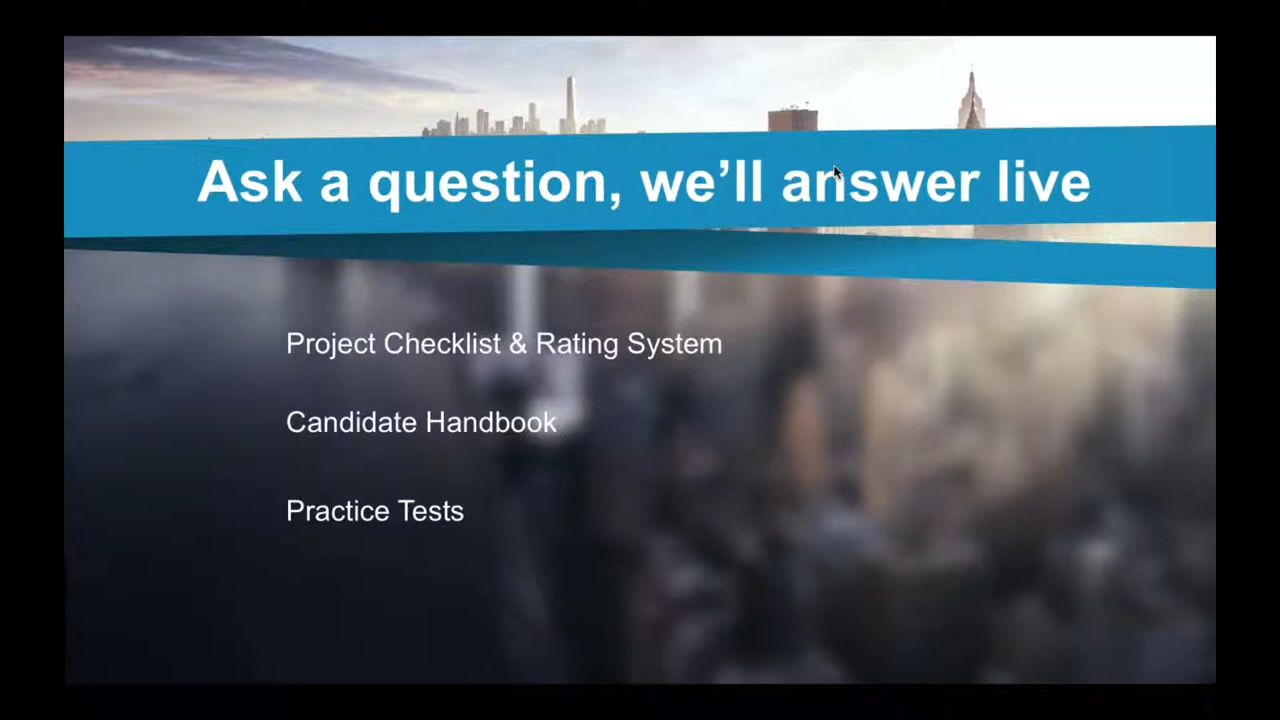 Ask a question, we’ll answer live
Project Checklist & Rating System
Candidate Handbook
Practice Tests